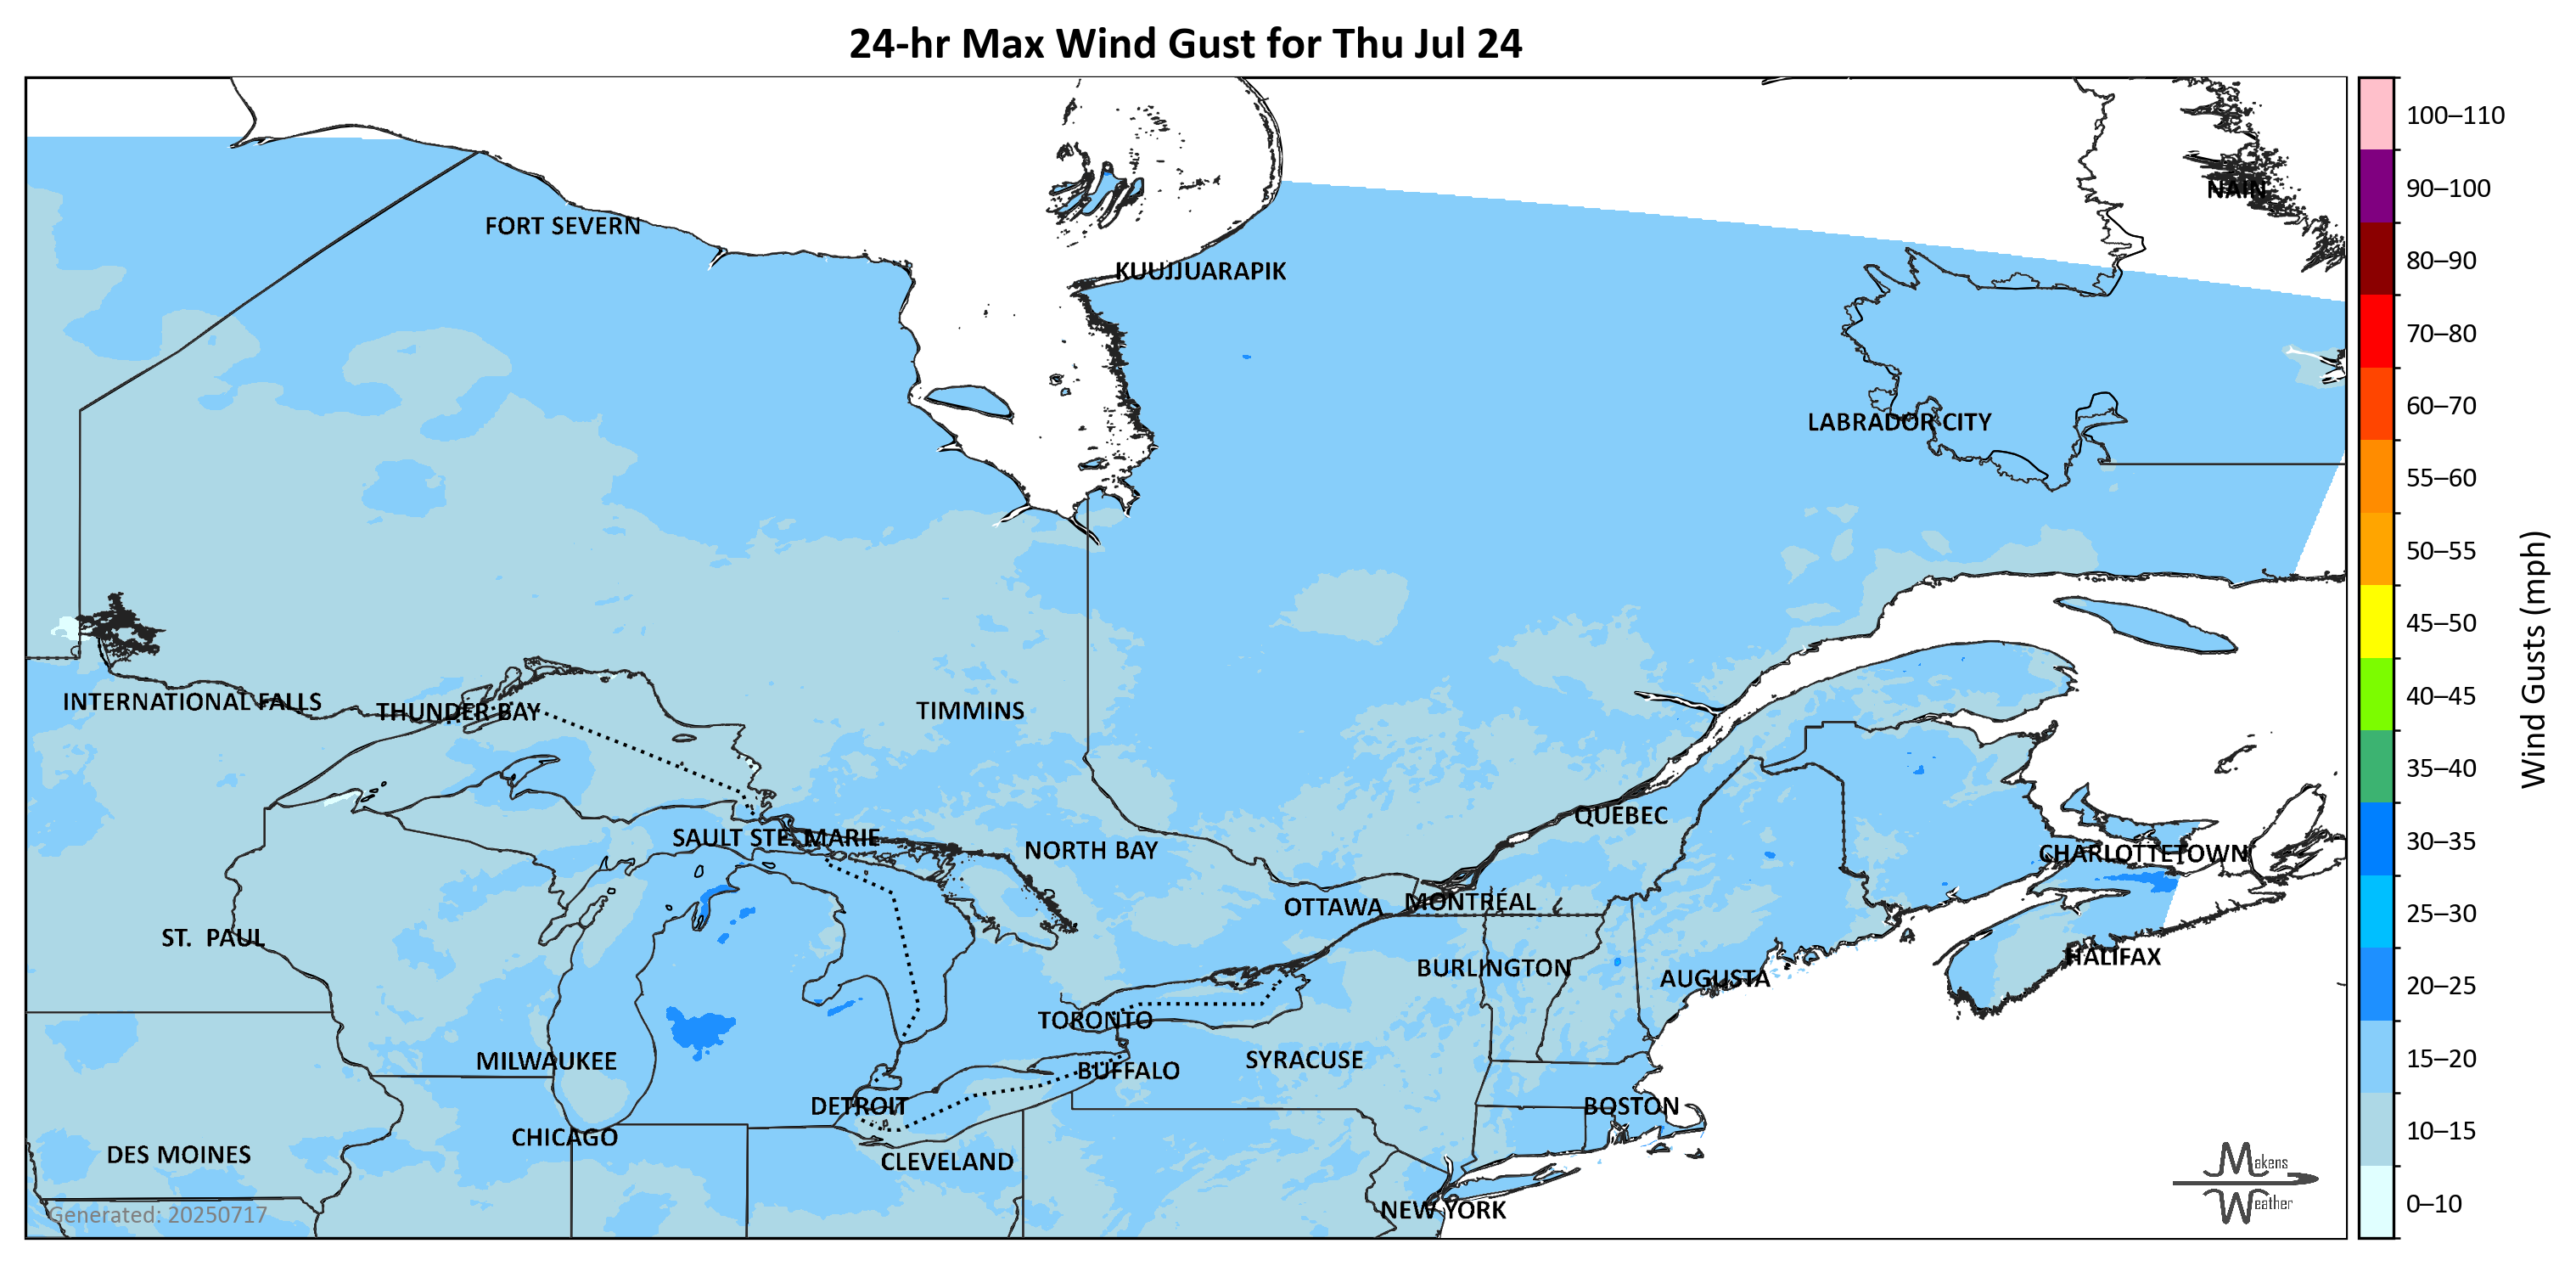 24-hr Max Wind Gust for Thu Jul 24
100–110
90–100
80–90
70–80
60–70
55–60
50–55
45–50
40–45
35–40
30–35
25–30
20–25
15–20
10–15
0–10
Wind Gusts (mph)
NAIN
FORT SEVERN
KUUJJUARAPIK
LABRADOR CITY
INTERNATIONAL FALLS
THUNDER BAY
TIMMINS
QUEBEC
SAULT STE. MARIE
NORTH BAY
CHARLOTTETOWN
OTTAWA
MONTRÉAL
ST. PAUL
HALIFAX
BURLINGTON
AUGUSTA
TORONTO
MILWAUKEE
SYRACUSE
BUFFALO
DETROIT
BOSTON
CHICAGO
DES MOINES
CLEVELAND
NEW YORK
Makens
Weather
Generated: 20250717